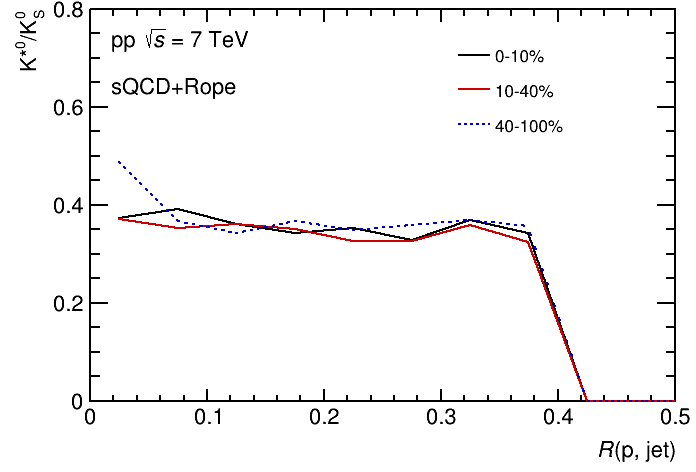 K*⁰/K⁰_S
0.8
0.6
0.4
0.2
0
pp √s = 7 TeV
sQCD+Rope
0-10%
10-40%
40-100%
0 0.1 0.2 0.3 0.4 0.5
R(p, jet)